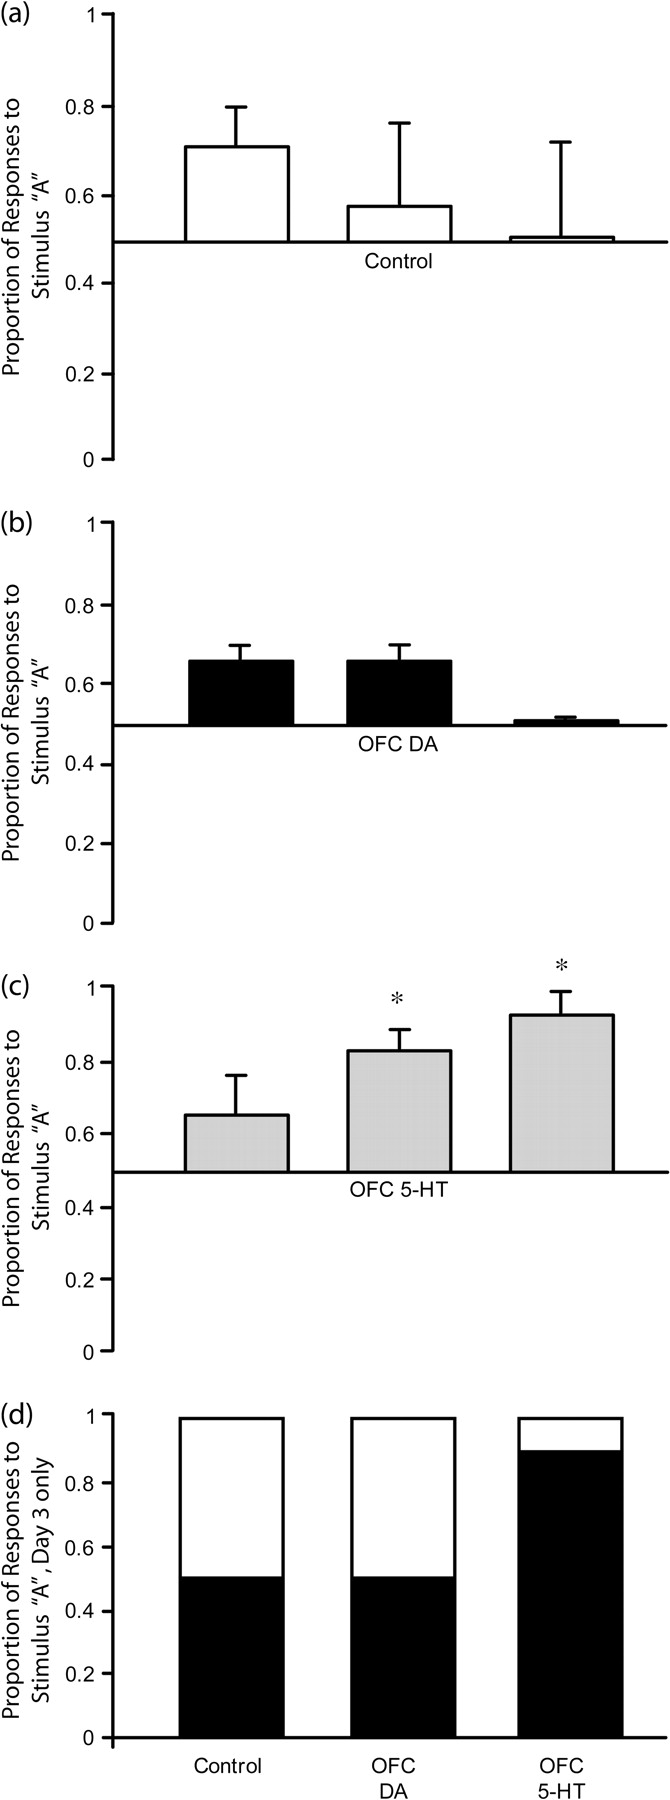 (a)
Proportion of Responses to
Stimulus “A”
1
0.8
0.6
0.4
0.2
0
Control
(b)
Proportion of Responses to
Stimulus “A”
1
0.8
0.6
0.4
0.2
0
OFC DA
(c)
Proportion of Responses to
Stimulus “A”
1
0.8
0.6
0.4
0.2
0
*
*
OFC 5-HT
(d)
Proportion of Responses to
Stimulus “A”, Day 3 only
1
0.8
0.6
0.4
0.2
0
Control
OFC
DA
OFC
5-HT